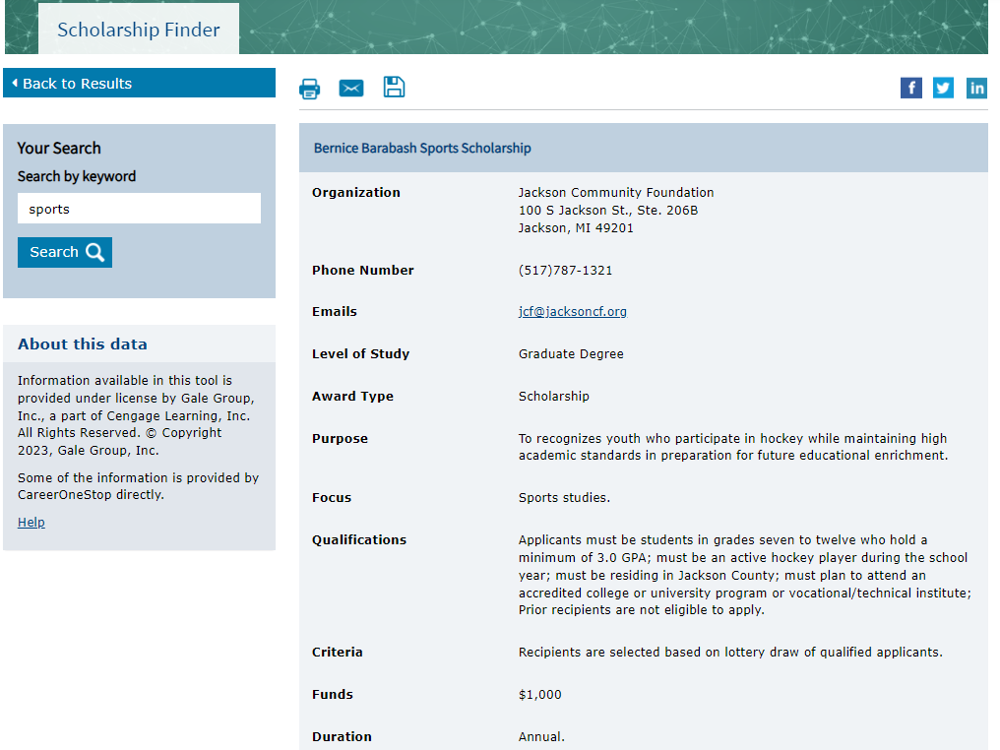 Scholarship Finder
Back to Results
Your Search
Search by keyword
sports
Search
About this data
Information available in this tool is
provided under license by Gale Group,
Inc., a part of Cengage Learning, Inc.
All Rights Reserved. © Copyright
2023, Gale Group, Inc.
Some of the information is provided by
CareerOneStop directly.
Help
f
in
Bernice Barabash Sports Scholarship
Organization
Jackson Community Foundation
100 S Jackson St., Ste. 206B
Jackson, MI 49201
Phone Number
(517)787-1321
Emails
jcf@jacksoncf.org
Level of Study
Graduate Degree
Award Type
Scholarship
Purpose
To recognizes youth who participate in hockey while maintaining high
academic standards in preparation for future educational enrichment.
Focus
Sports studies.
Qualifications
Applicants must be students in grades seven to twelve who hold a
minimum of 3.0 GPA; must be an active hockey player during the school
year; must be residing in Jackson County; must plan to attend an
accredited college or university program or vocational/technical institute;
Prior recipients are not eligible to apply.
Criteria
Recipients are selected based on lottery draw of qualified applicants.
Funds
$1,000
Duration
Annual.